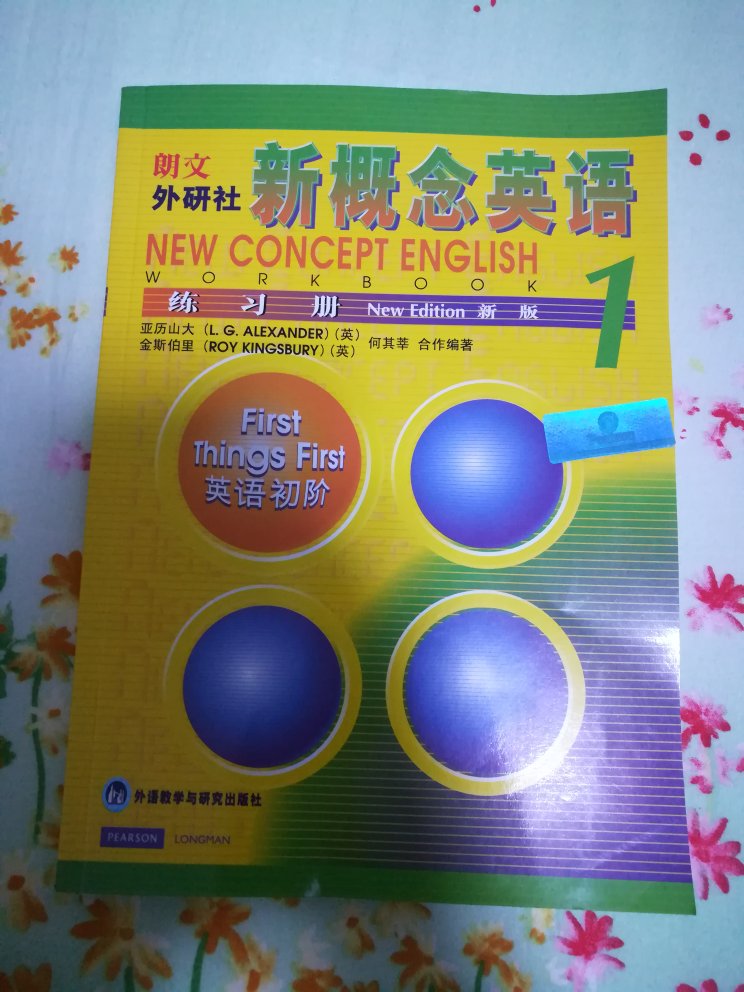 朗文
外研社
新概念英语
NEW CONCEPT ENGLISH
WORKBOOK
1
练习册 New Edition 新版
亚历山大（L. G. ALEXANDER）（英）
金斯伯里（ROY KINGSBURY）（英）
何其莘 合作编著
First
Things First
英语初阶
外语教学与研究出版社
PEARSON LONGMAN